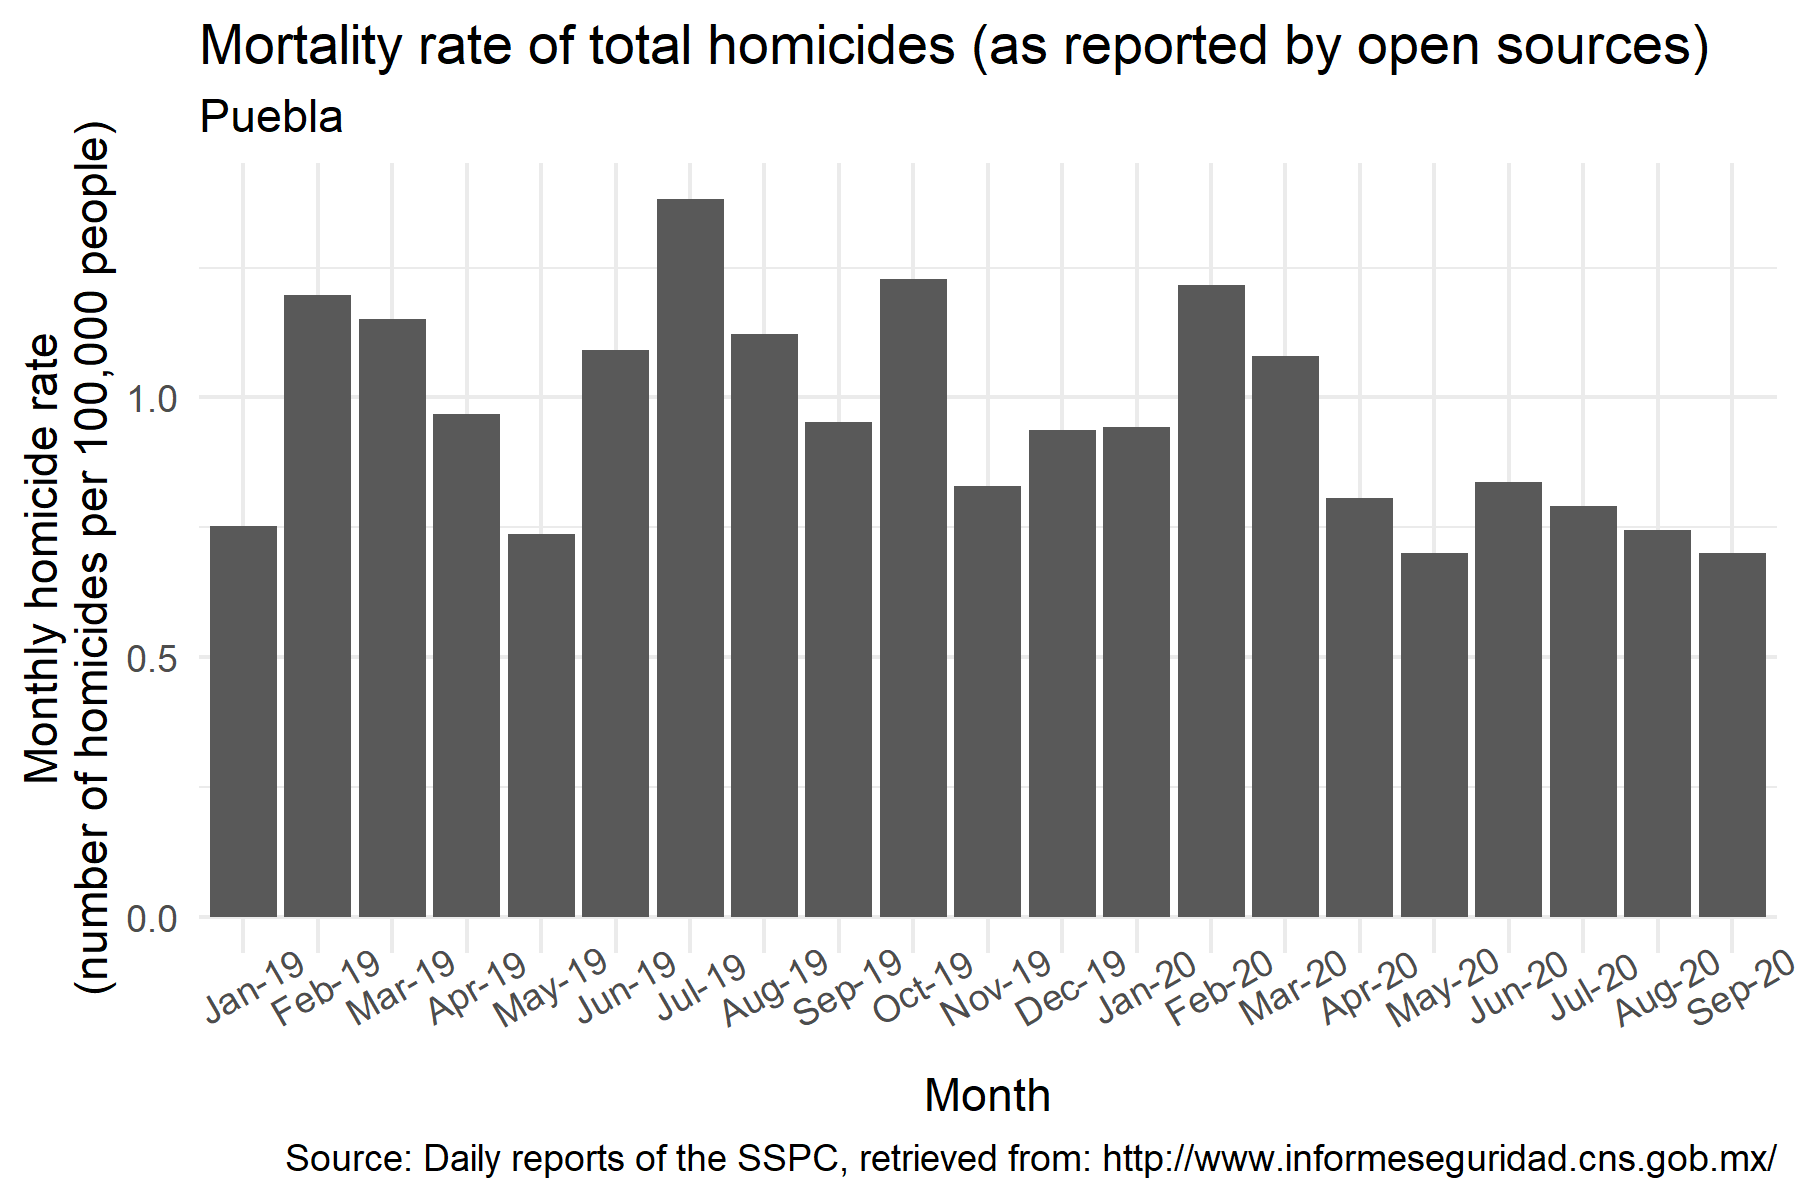 Mortality rate of total homicides (as reported by open sources)
Puebla
Monthly homicide rate
(number of homicides per 100,000 people)
1.0
0.5
0.0
Jan-19
Feb-19
Mar-19
Apr-19
May-19
Jun-19
Jul-19
Aug-19
Sep-19
Oct-19
Nov-19
Dec-19
Jan-20
Feb-20
Mar-20
Apr-20
May-20
Jun-20
Jul-20
Aug-20
Sep-20
Month
Source: Daily reports of the SSPC, retrieved from: http://www.informeseguridad.cns.gob.mx/